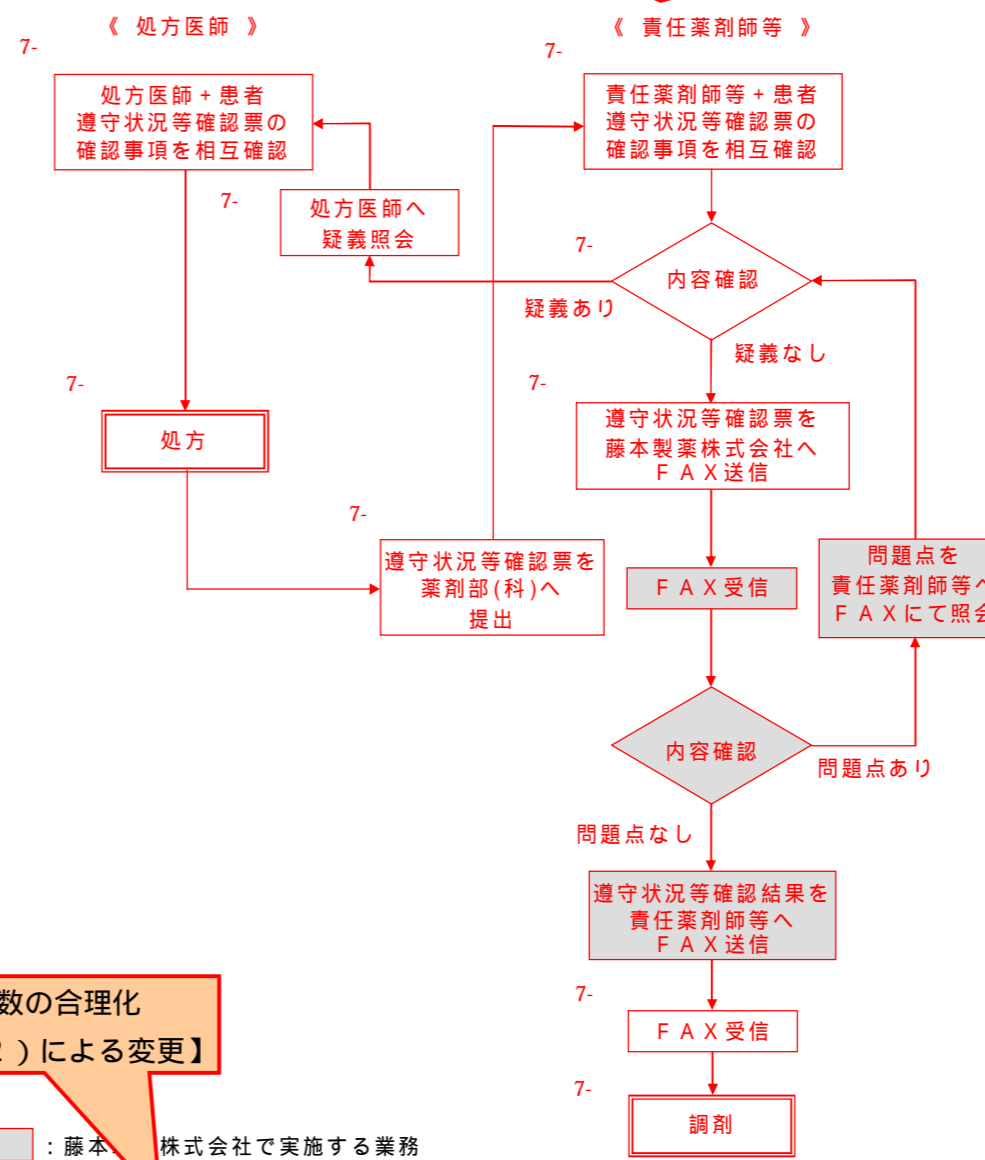 《 処方医師 》
7-
処方医師+患者
遵守状況等確認票の
確認事項を相互確認
7-
処方医師へ
疑義照会
7-
処方
7-
遵守状況等確認票を
薬剤部(科)へ
提出
《 責任薬剤師等 》
7-
責任薬剤師等+患者
遵守状況等確認票の
確認事項を相互確認
7-
内容確認
疑義あり
疑義なし
7-
遵守状況等確認票を
藤本製薬株式会社へ
FAX送信
FAX受信
問題点を
責任薬剤師等へ
FAXにて照会
内容確認
問題点あり
問題点なし
遵守状況等確認結果を
責任薬剤師等へ
FAX送信
7-
FAX受信
7-
調剤
数の合理化
)による変更】
:藤本
株式会社で実施する業務